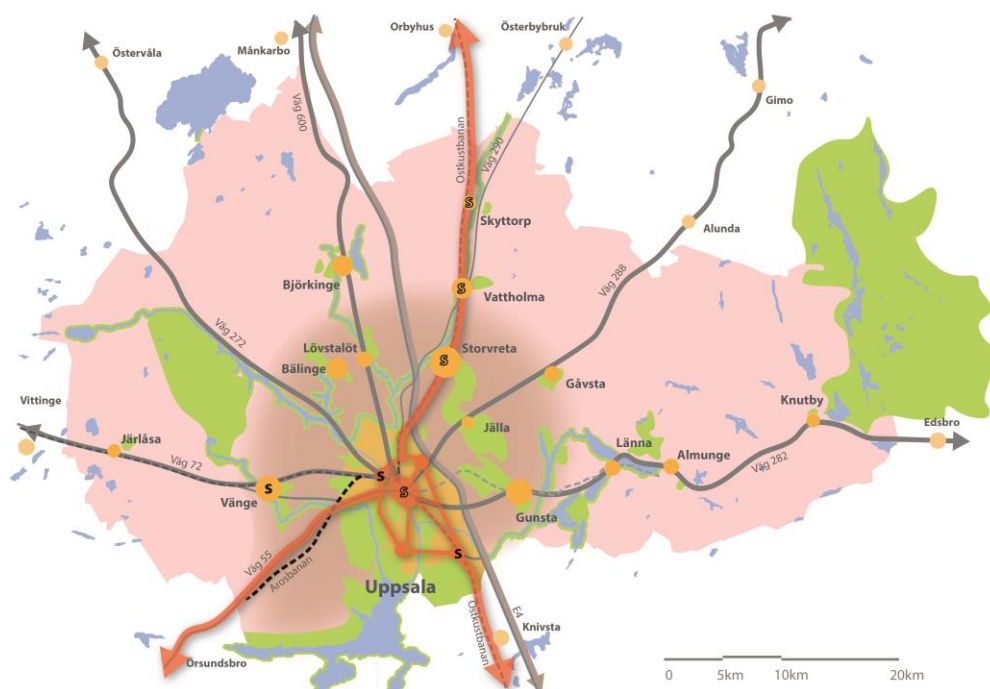 Orbyhus
Österbybruk
Månkarbo
Östervåla
Gimo
Väg 600
Ostkustbanan
Väg 290
Skyttorp
S
Alunda
Björkinge
S
Vattholma
Väg 288
Väg 272
Lövstalöt
Bälinge
Storvreta
S
Gåvsta
Vittinge
Järlåsa
Jälla
Knutby
Edsbro
Länna
Almunge
Väg 72
S
Vänge
S
S
Gunsta
Väg 282
Väg 55
Arosbanan
S
Uppsala
E4
Ostkustbanan
Knivsta
Örsundsbro
0 5km 10km 20km